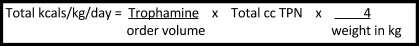 Total kcals/kg/day = Trophamine x Total cc TPN x 4
order volume weight in kg